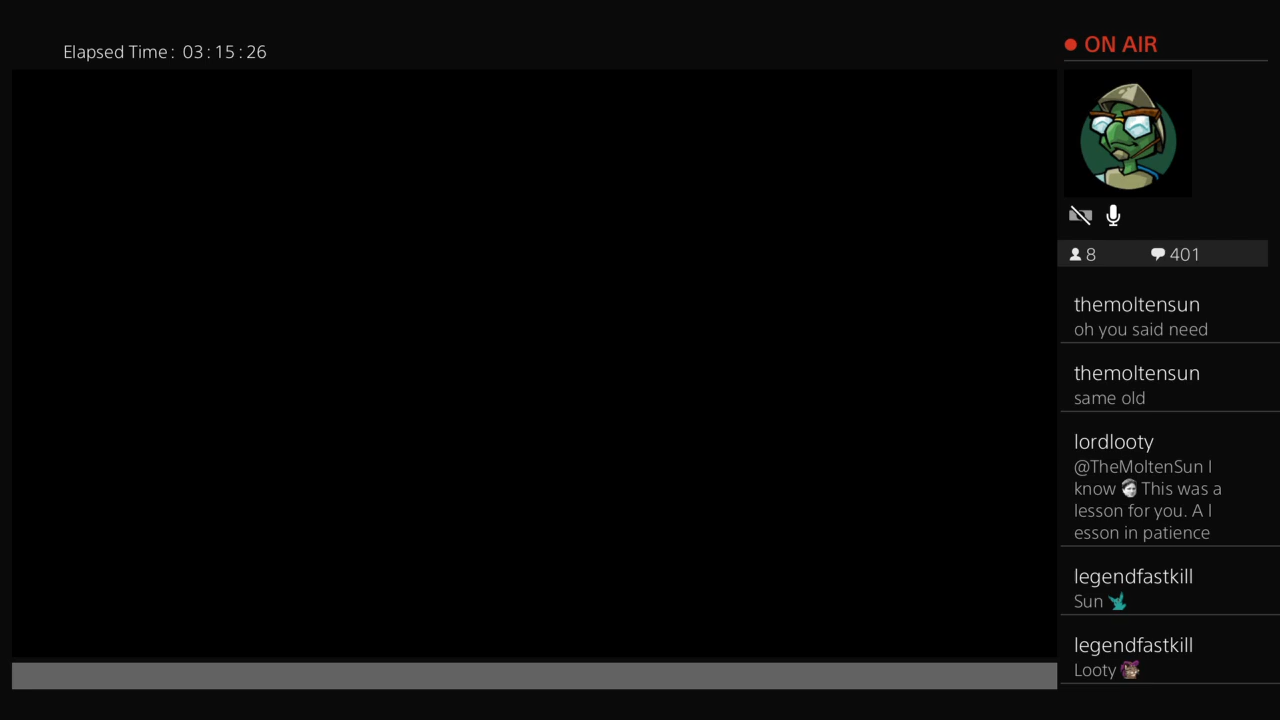 Elapsed Time: 03:15:26
ON AIR
8 401
themoltensun
oh you said need
themoltensun
same old
lordlooty
@TheMoltenSun I
know This was a
lesson for you. A l
esson in patience
legendfastkill
Sun
legendfastkill
Looty